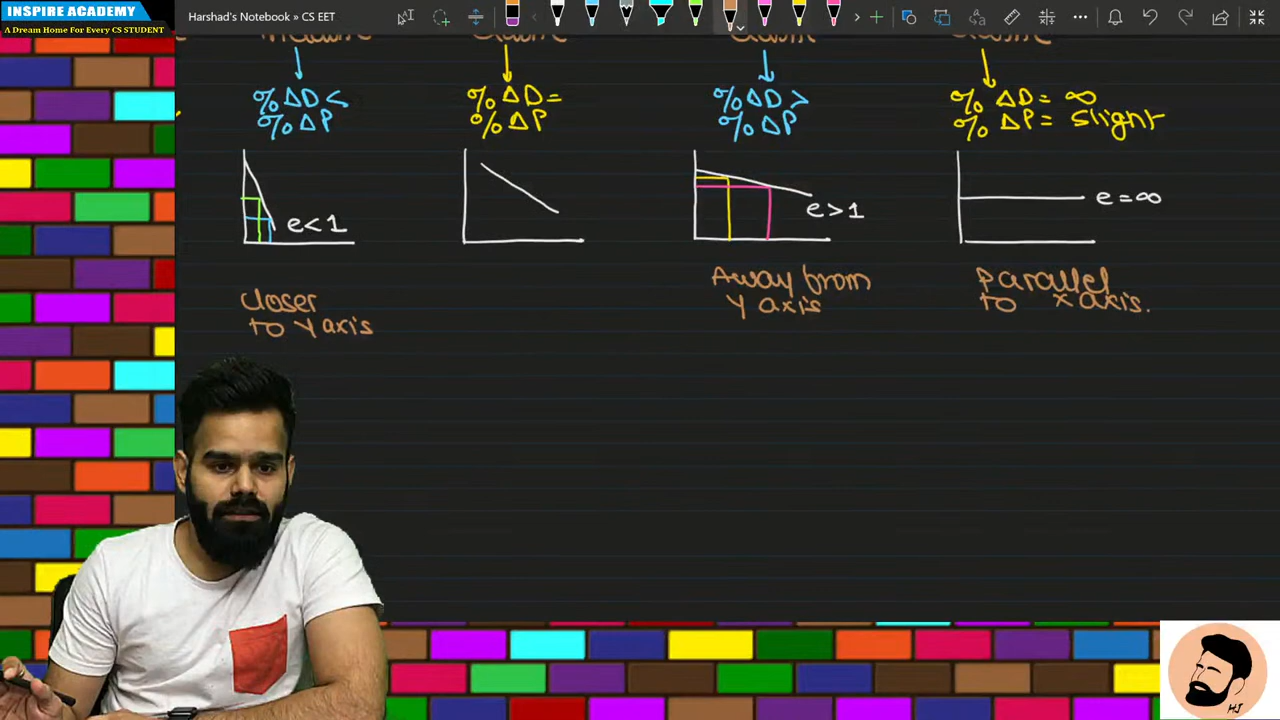 INSPIRE ACADEMY
A Dream Home For Every CS STUDENT
Harshad's Notebook » CS EET
%ΔD<
%ΔP
%ΔD=
%ΔP
%ΔD>
%ΔP
% ΔD= ∞
% ΔP= slight
e<1
e>1
e=∞
closer
to Y axis
Away from
Y axis
parallel
to x axis.
HJ